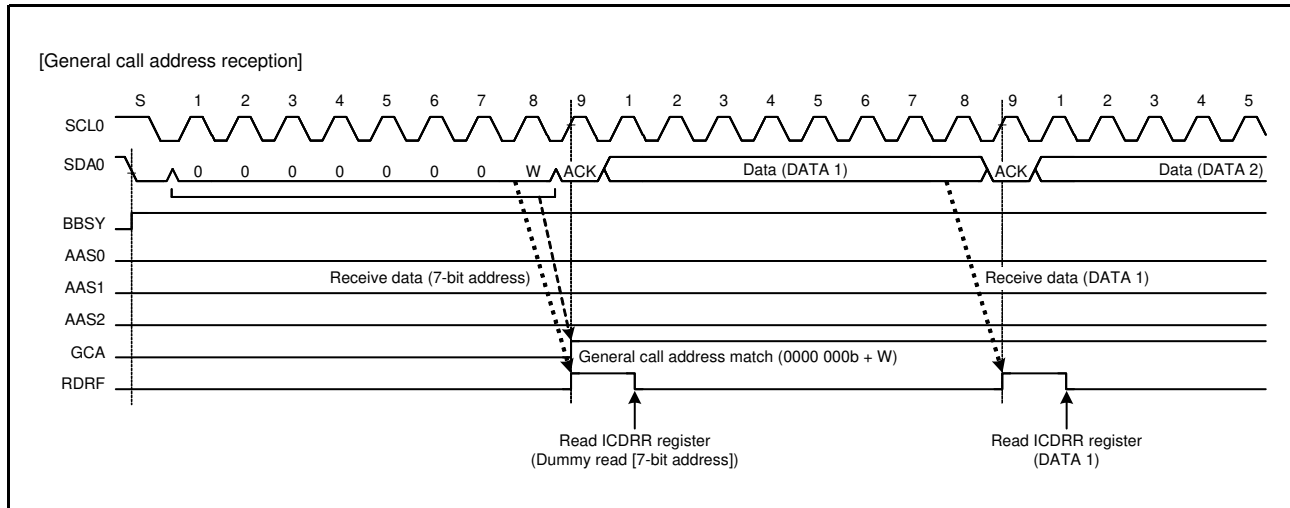 [General call address reception]
S 1 2 3 4 5 6 7 8 9 1 2 3 4 5 6 7 8 9 1 2 3 4 5
SCL0
SDA0 0 0 0 0 0 0 0 W ACK Data (DATA 1) ACK Data (DATA 2)
BBSY
AAS0
Receive data (7-bit address) Receive data (DATA 1)
AAS1
AAS2
GCA General call address match (0000 000b + W)
RDRF
Read ICDRR register Read ICDRR register
(Dummy read [7-bit address]) (DATA 1)